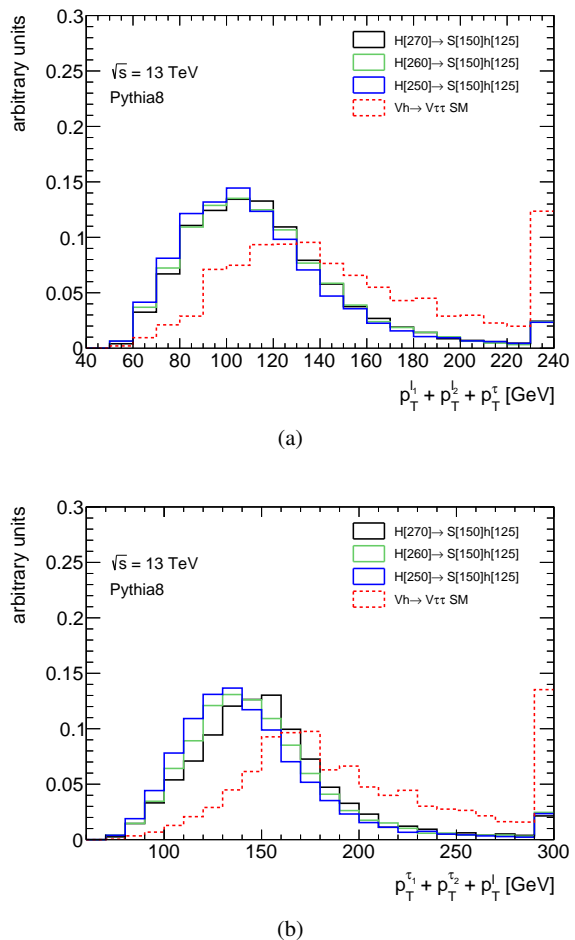 arbitrary units
0.3
0.25
0.2
0.15
0.1
0.05
0
√s = 13 TeV
Pythia8
H[270]→ S[150]h[125]
H[260]→ S[150]h[125]
H[250]→ S[150]h[125]
Vh→ Vττ SM
40 60 80 100 120 140 160 180 200 220 240
p_T^{l_1} + p_T^{l_2} + p_T^{τ} [GeV]
(a)
arbitrary units
0.3
0.25
0.2
0.15
0.1
0.05
0
√s = 13 TeV
Pythia8
H[270]→ S[150]h[125]
H[260]→ S[150]h[125]
H[250]→ S[150]h[125]
Vh→ Vττ SM
100 150 200 250 300
p_T^{τ_1} + p_T^{τ_2} + p_T^{l} [GeV]
(b)